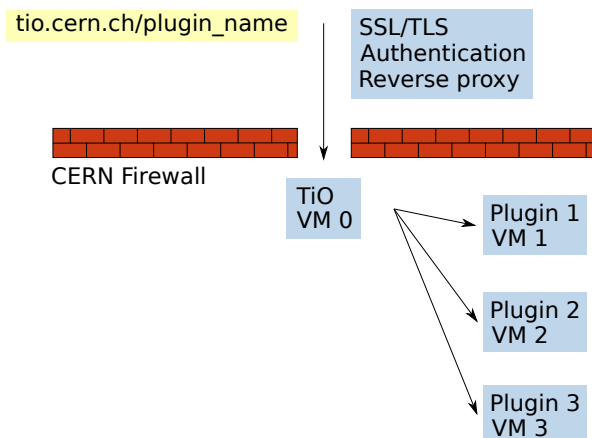 tio.cern.ch/plugin_name
SSL/TLS
Authentication
Reverse proxy
CERN Firewall
TiO
VM 0
Plugin 1
VM 1
Plugin 2
VM 2
Plugin 3
VM 3